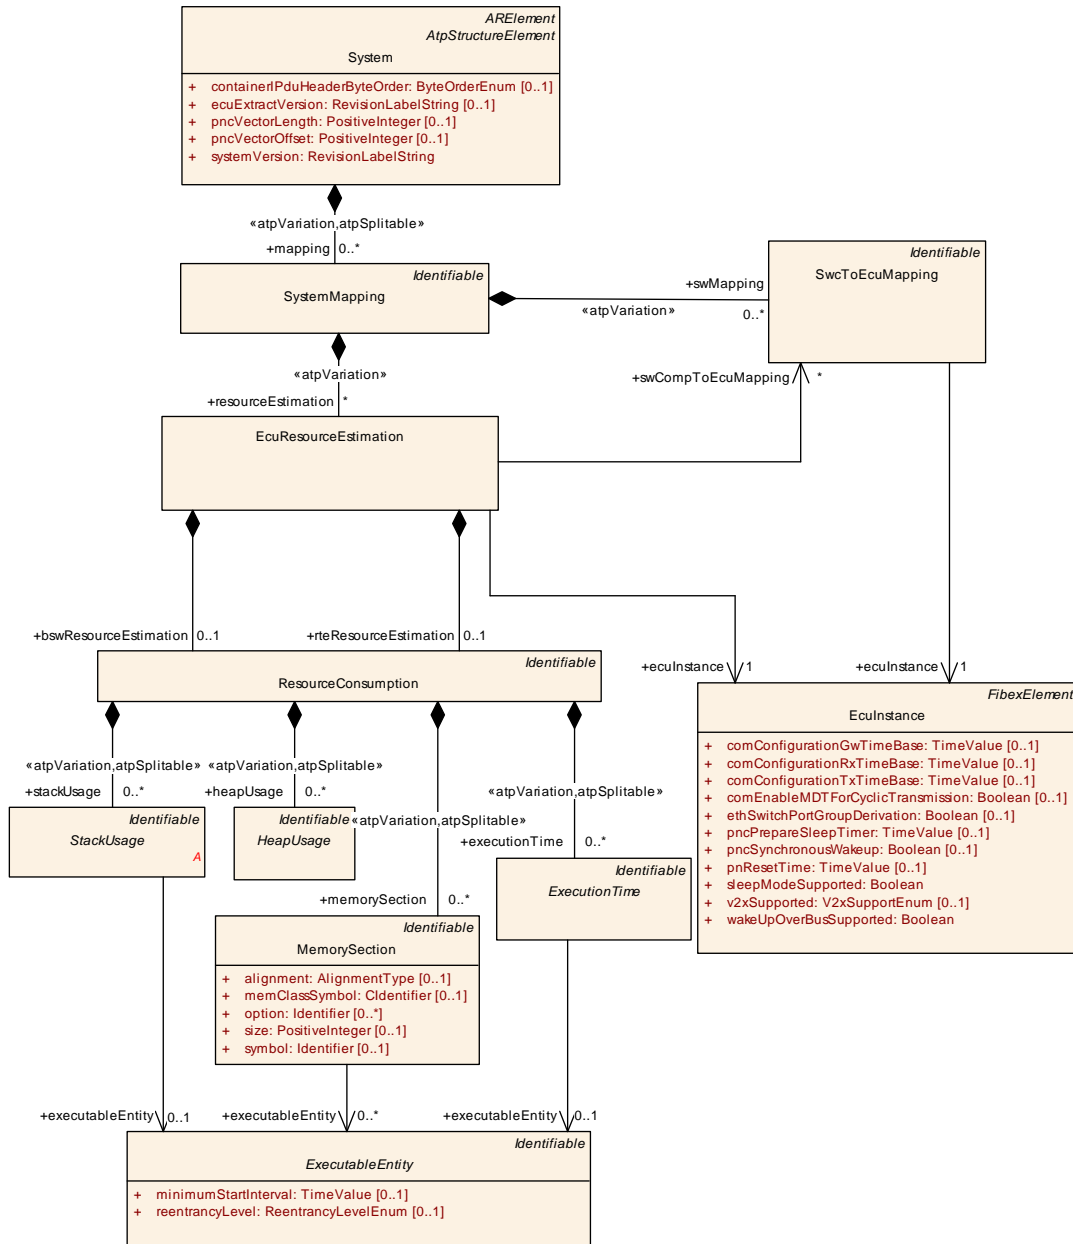 ARElement
AtpStructureElement
System
+ containerIPduHeaderByteOrder: ByteOrderEnum [0..1]
+ ecuExtractVersion: RevisionLabelString [0..1]
+ pncVectorLength: PositiveInteger [0..1]
+ pncVectorOffset: PositiveInteger [0..1]
+ systemVersion: RevisionLabelString
«atpVariation,atpSplitable»
+mapping 0..*
Identifiable
SystemMapping
Identifiable
SwcToEcuMapping
+swMapping
«atpVariation»
0..*
«atpVariation»
+swCompToEcuMapping *
+resourceEstimation *
EcuResourceEstimation
+bswResourceEstimation 0..1
+rteResourceEstimation 0..1
+ecuInstance 1
+ecuInstance 1
Identifiable
ResourceConsumption
FibexElement
EcuInstance
+ comConfigurationGwTimeBase: TimeValue [0..1]
+ comConfigurationRxTimeBase: TimeValue [0..1]
+ comConfigurationTxTimeBase: TimeValue [0..1]
+ comEnableMDTForCyclicTransmission: Boolean [0..1]
+ ethSwitchPortGroupDerivation: Boolean [0..1]
+ pncPrepareSleepTimer: TimeValue [0..1]
+ pncSynchronousWakeup: Boolean [0..1]
+ pnResetTime: TimeValue [0..1]
+ sleepModeSupported: Boolean
+ v2xSupported: V2xSupportEnum [0..1]
+ wakeUpOverBusSupported: Boolean
«atpVariation,atpSplitable»
+stackUsage 0..*
«atpVariation,atpSplitable»
+heapUsage 0..*
«atpVariation,atpSplitable»
+executionTime 0..*
Identifiable
StackUsage
A
Identifiable
HeapUsage
«atpVariation,atpSplitable»
+memorySection 0..*
Identifiable
ExecutionTime
Identifiable
MemorySection
+ alignment: AlignmentType [0..1]
+ memClassSymbol: CIdentifier [0..1]
+ option: Identifier [0..*]
+ size: PositiveInteger [0..1]
+ symbol: Identifier [0..1]
+executableEntity 0..1
+executableEntity 0..*
+executableEntity 0..1
Identifiable
ExecutableEntity
+ minimumStartInterval: TimeValue [0..1]
+ reentrancyLevel: ReentrancyLevelEnum [0..1]